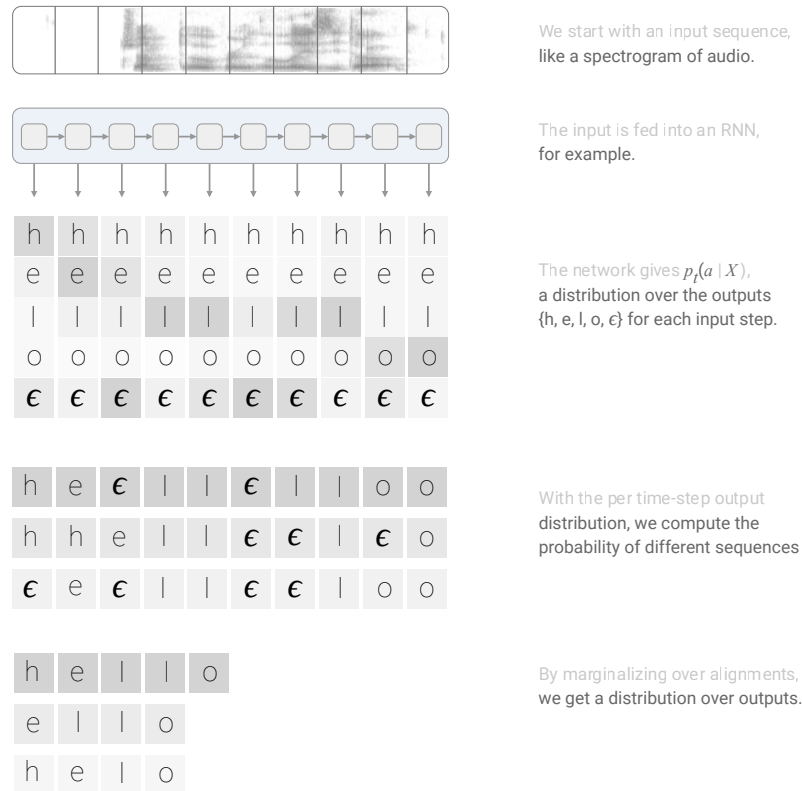 We start with an input sequence,
like a spectrogram of audio.
The input is fed into an RNN,
for example.
h h h h h h h h h h
e e e e e e e e e e
l l l l l l l l l l
o o o o o o o o o o
ϵ ϵ ϵ ϵ ϵ ϵ ϵ ϵ ϵ ϵ
The network gives pₜ(a | X),
a distribution over the outputs
{h, e, l, o, ϵ} for each input step.
h e ϵ l l ϵ l l o o
h h e l l ϵ ϵ l ϵ o
ϵ e ϵ l l ϵ ϵ l o o
With the per time-step output
distribution, we compute the
probability of different sequences
h e l l o
e l l o
h e l o
By marginalizing over alignments,
we get a distribution over outputs.